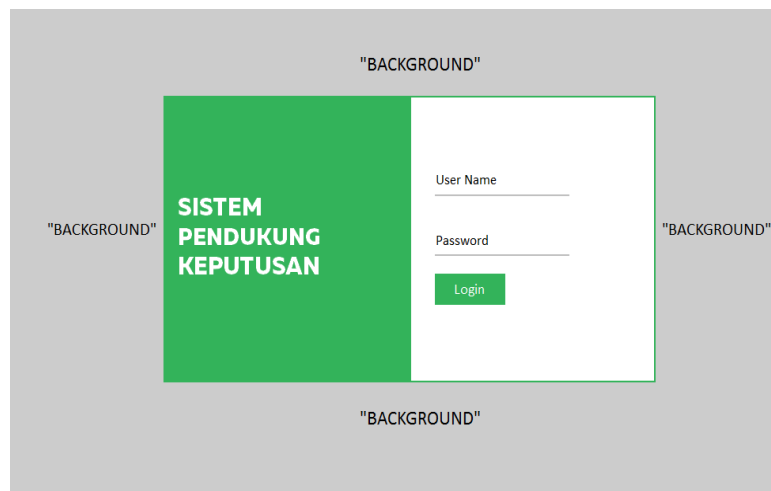 "BACKGROUND"
SISTEM
PENDUKUNG
KEPUTUSAN
User Name
Password
Login
"BACKGROUND"
"BACKGROUND"
"BACKGROUND"